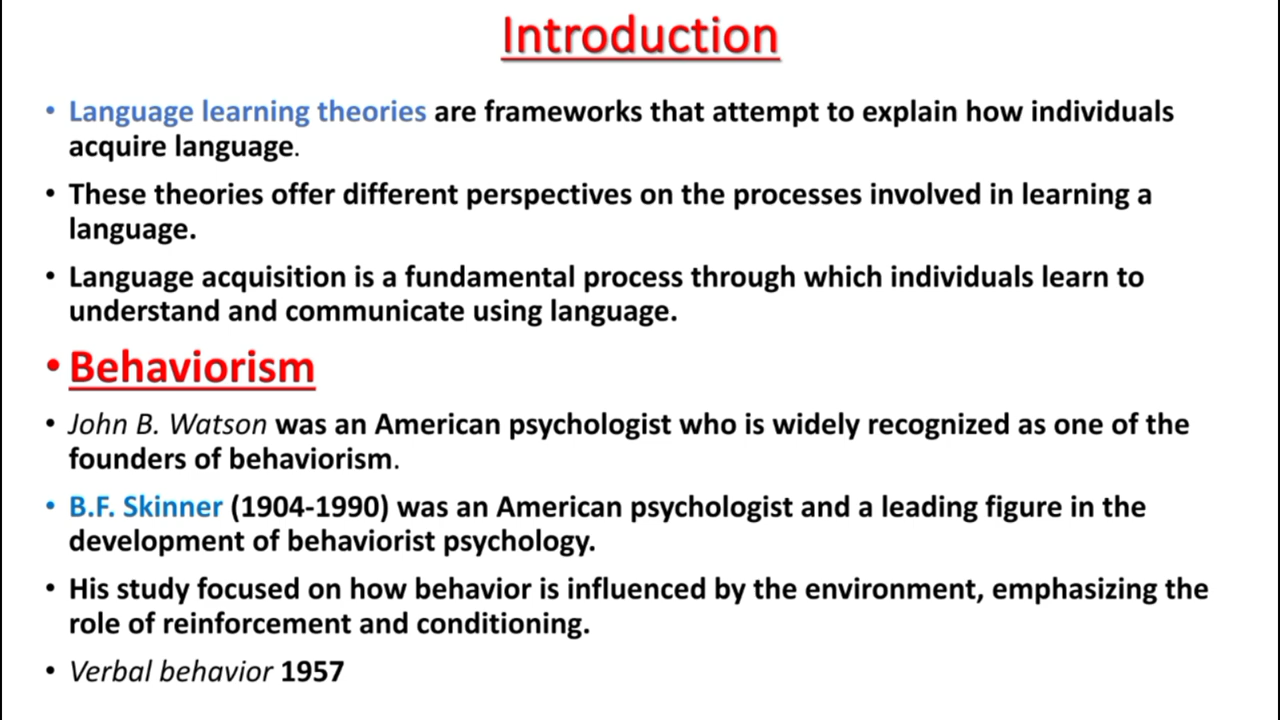 Introduction
• Language learning theories are frameworks that attempt to explain how individuals
acquire language.
• These theories offer different perspectives on the processes involved in learning a
language.
• Language acquisition is a fundamental process through which individuals learn to
understand and communicate using language.
• Behaviorism
• John B. Watson was an American psychologist who is widely recognized as one of the
founders of behaviorism.
• B.F. Skinner (1904-1990) was an American psychologist and a leading figure in the
development of behaviorist psychology.
• His study focused on how behavior is influenced by the environment, emphasizing the
role of reinforcement and conditioning.
• Verbal behavior 1957